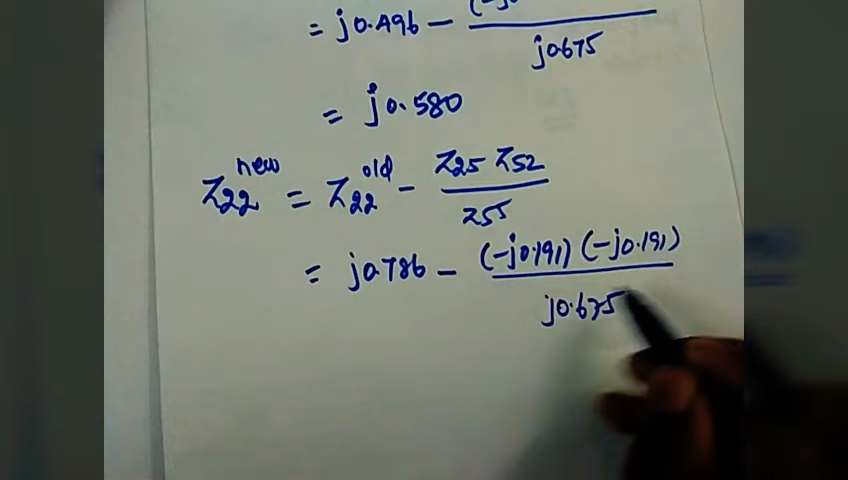 = j0.496 - (-j0
j0.675
= j0.580
Z22 new = Z22 old - Z25 Z52
Z55
= j0.786 - (-j0.191) (-j0.191)
j0.675